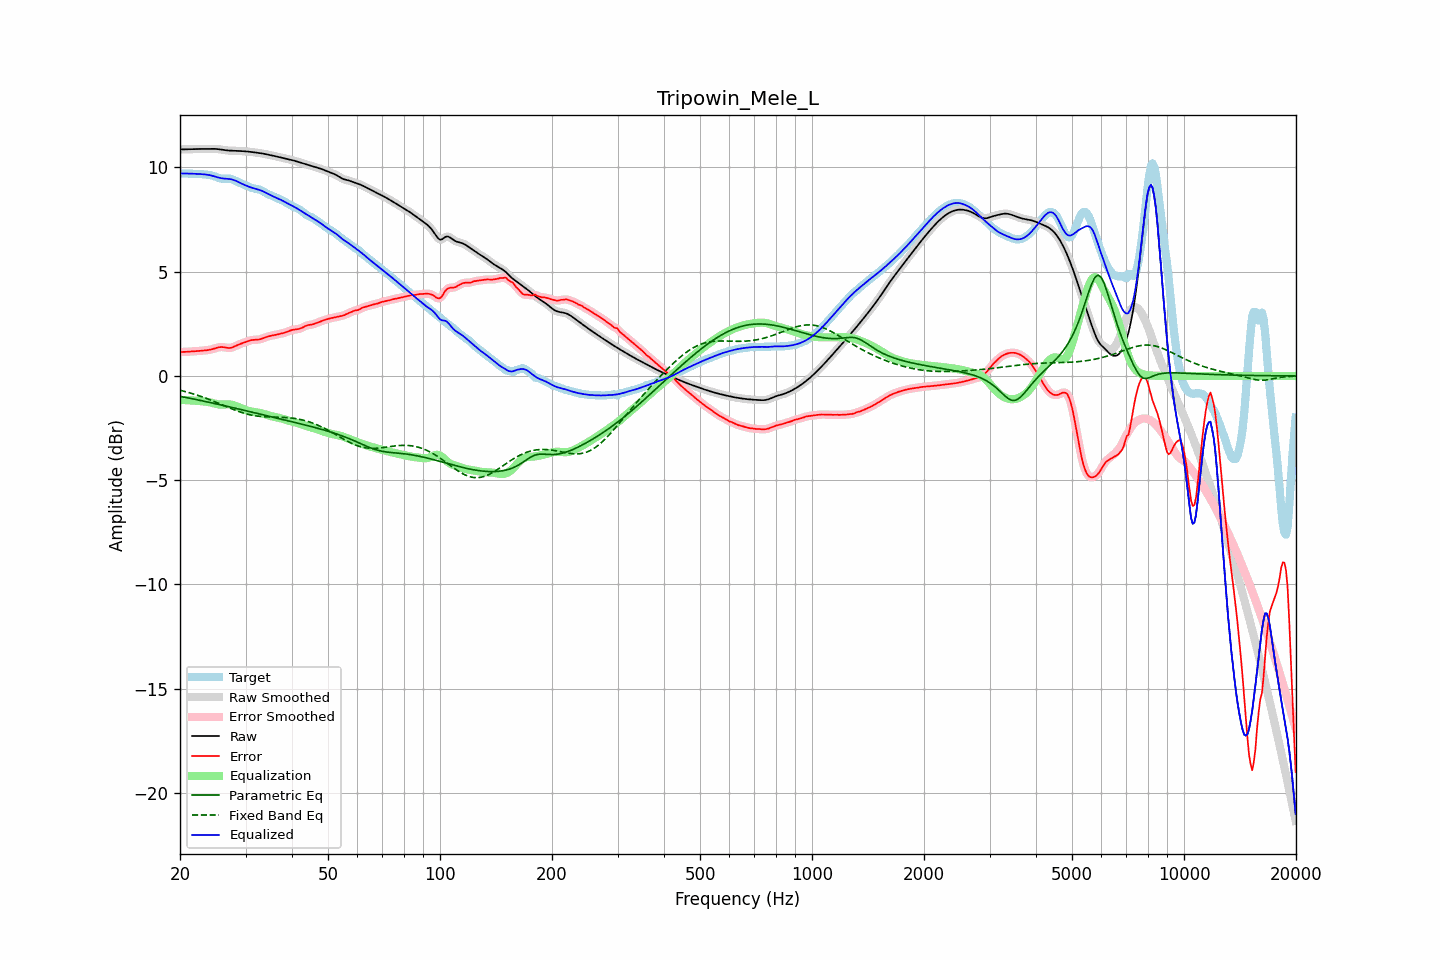 Tripowin_Mele_L
Amplitude (dBr)
10
5
0
−5
−10
−15
−20
Target
Raw Smoothed
Error Smoothed
Raw
Error
Equalization
Parametric Eq
Fixed Band Eq
Equalized
20 50 100 200 500 1000 2000 5000 10000 20000
Frequency (Hz)